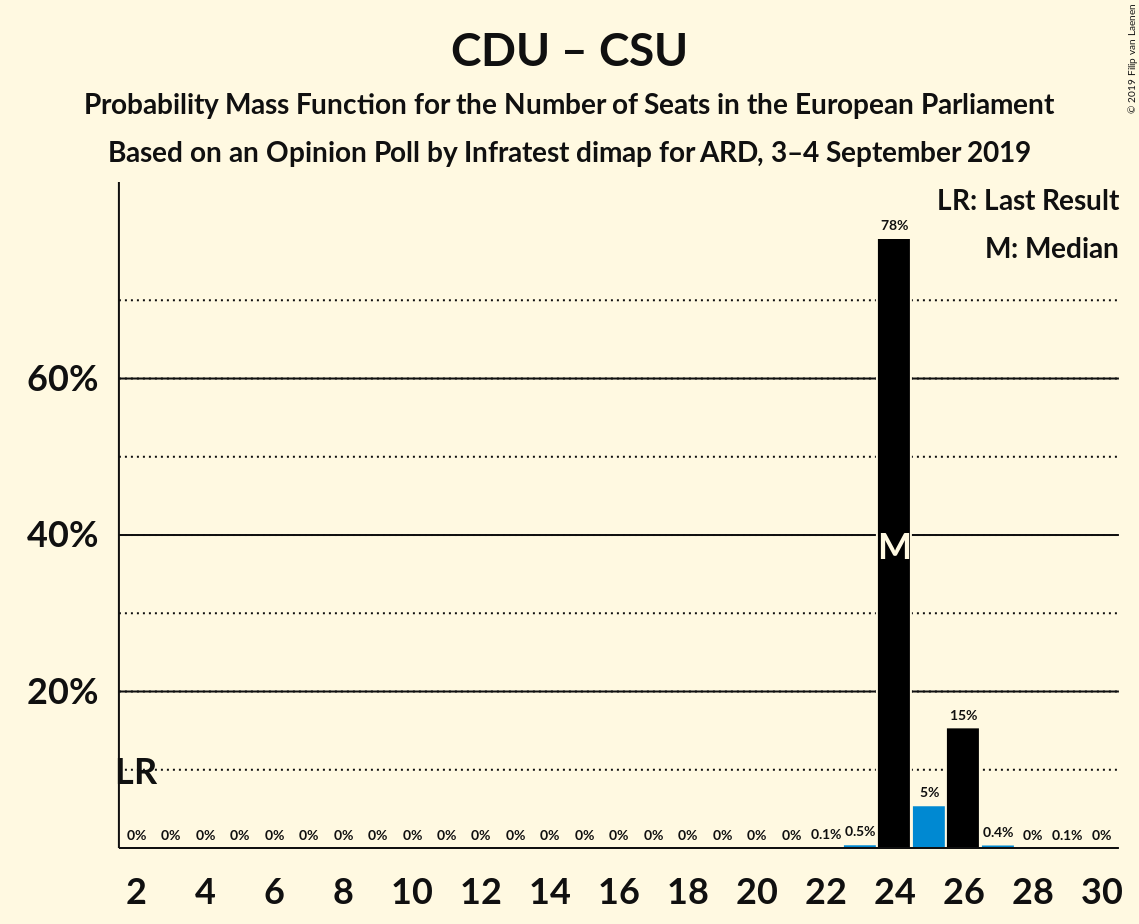 CDU – CSU
Probability Mass Function for the Number of Seats in the European Parliament
Based on an Opinion Poll by Infratest dimap for ARD, 3–4 September 2019
© 2019 Filip van Laenen
LR: Last Result
M: Median
78%
60%
40%
M
20%
15%
LR
5%
0% 0% 0% 0% 0% 0% 0% 0% 0% 0% 0% 0% 0% 0% 0% 0% 0% 0% 0% 0% 0.1% 0.5% 0.4% 0% 0.1% 0%
2 4 6 8 10 12 14 16 18 20 22 24 26 28 30